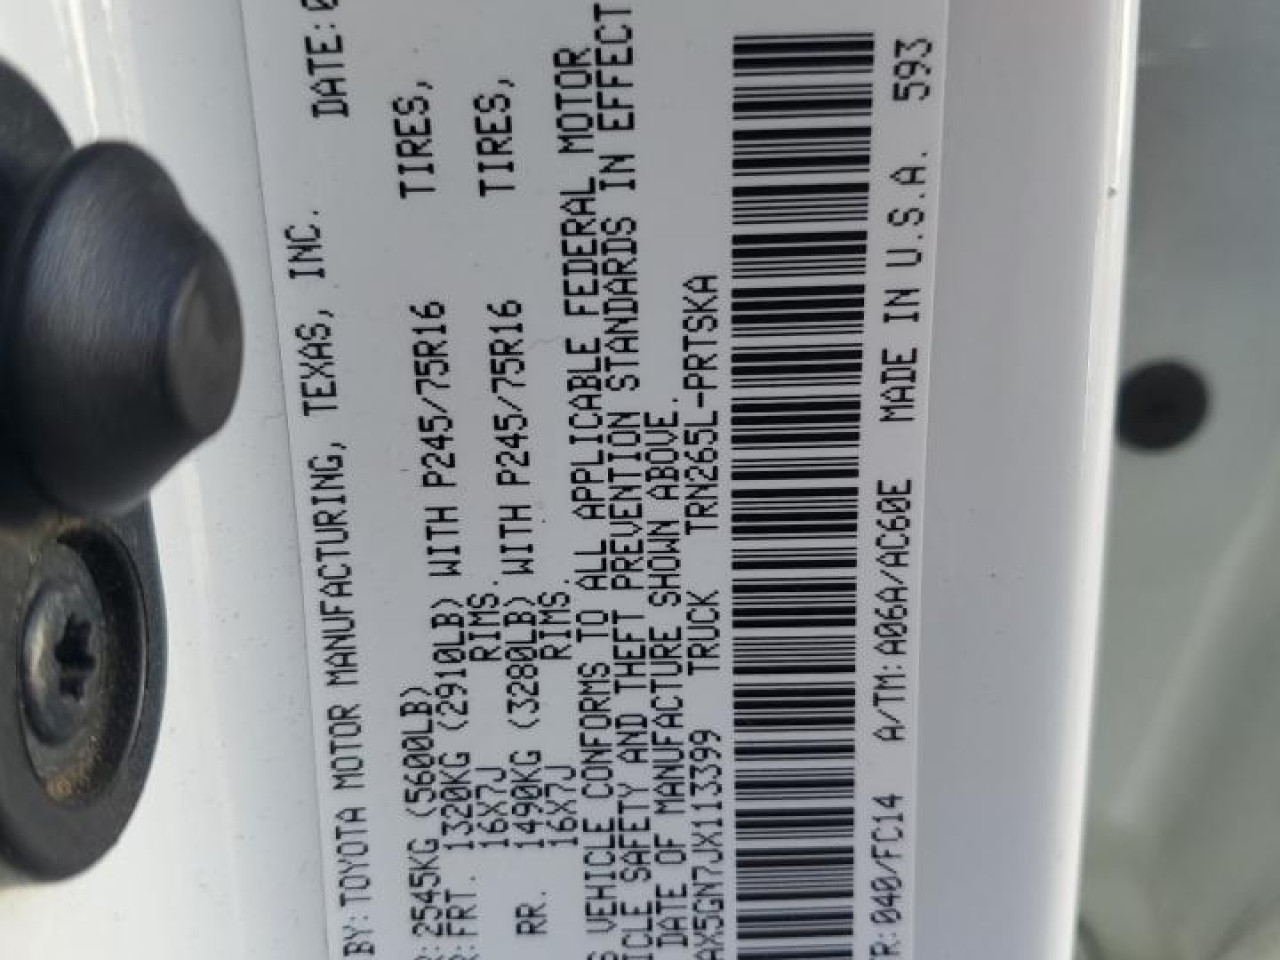 BY: TOYOTA MOTOR MANUFACTURING, TEXAS, INC. DATE:
R: 2545KG (5600LB)
R: FRT. 1320KG (2910LB) WITH P245/75R16 TIRES,
16X7J RIMS.
RR. 1490KG (3280LB) WITH P245/75R16 TIRES,
16X7J RIMS.
S VEHICLE CONFORMS TO ALL APPLICABLE FEDERAL MOTOR
ICLE SAFETY AND THEFT PREVENTION STANDARDS IN EFFECT
DATE OF MANUFACTURE SHOWN ABOVE.
AX5GN7JX113399 TRUCK TRN265L-PRTSKA
TR: 040/FC14 A/TM: A06A/AC60E MADE IN U.S.A. 593